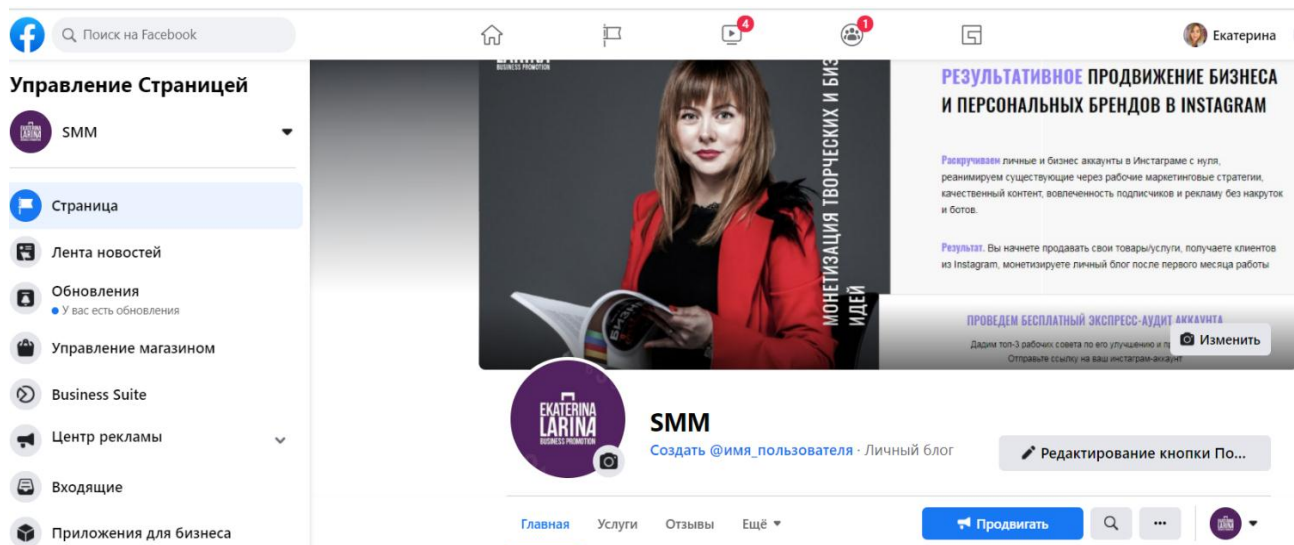 Поиск на Facebook
4
1
Екатерина
Управление Страницей
SMM
Страница
Лента новостей
Обновления
У вас есть обновления
Управление магазином
Business Suite
Центр рекламы
Входящие
Приложения для бизнеса
BUSINESS PROMOTION
МОНЕТИЗАЦИЯ ТВОРЧЕСКИХ И БИЗ
ИДЕЙ
РЕЗУЛЬТАТИВНОЕ ПРОДВИЖЕНИЕ БИЗНЕСА
И ПЕРСОНАЛЬНЫХ БРЕНДОВ В INSTAGRAM
Раскручиваем личные и бизнес аккаунты в Инстаграме с нуля,
реанимируем существующие через рабочие маркетинговые стратегии,
качественный контент, вовлеченность подписчиков и рекламу без накруток
и ботов.
Результат. Вы начнете продавать свои товары/услуги, получаете клиентов
из Instagram, монетизируете личный блог после первого месяца работы
ПРОВЕДЕМ БЕСПЛАТНЫЙ ЭКСПРЕСС-АУДИТ АККАУНТА
Дадим топ-3 рабочих совета по его улучшению и
Отправьте ссылку на ваш инстаграм-аккаунт
Изменить
EKATERINA
LARINA
BUSINESS PROMOTION
SMM
Создать @имя_пользователя · Личный блог
Редактирование кнопки По...
Главная
Услуги
Отзывы
Ещё
Продвигать